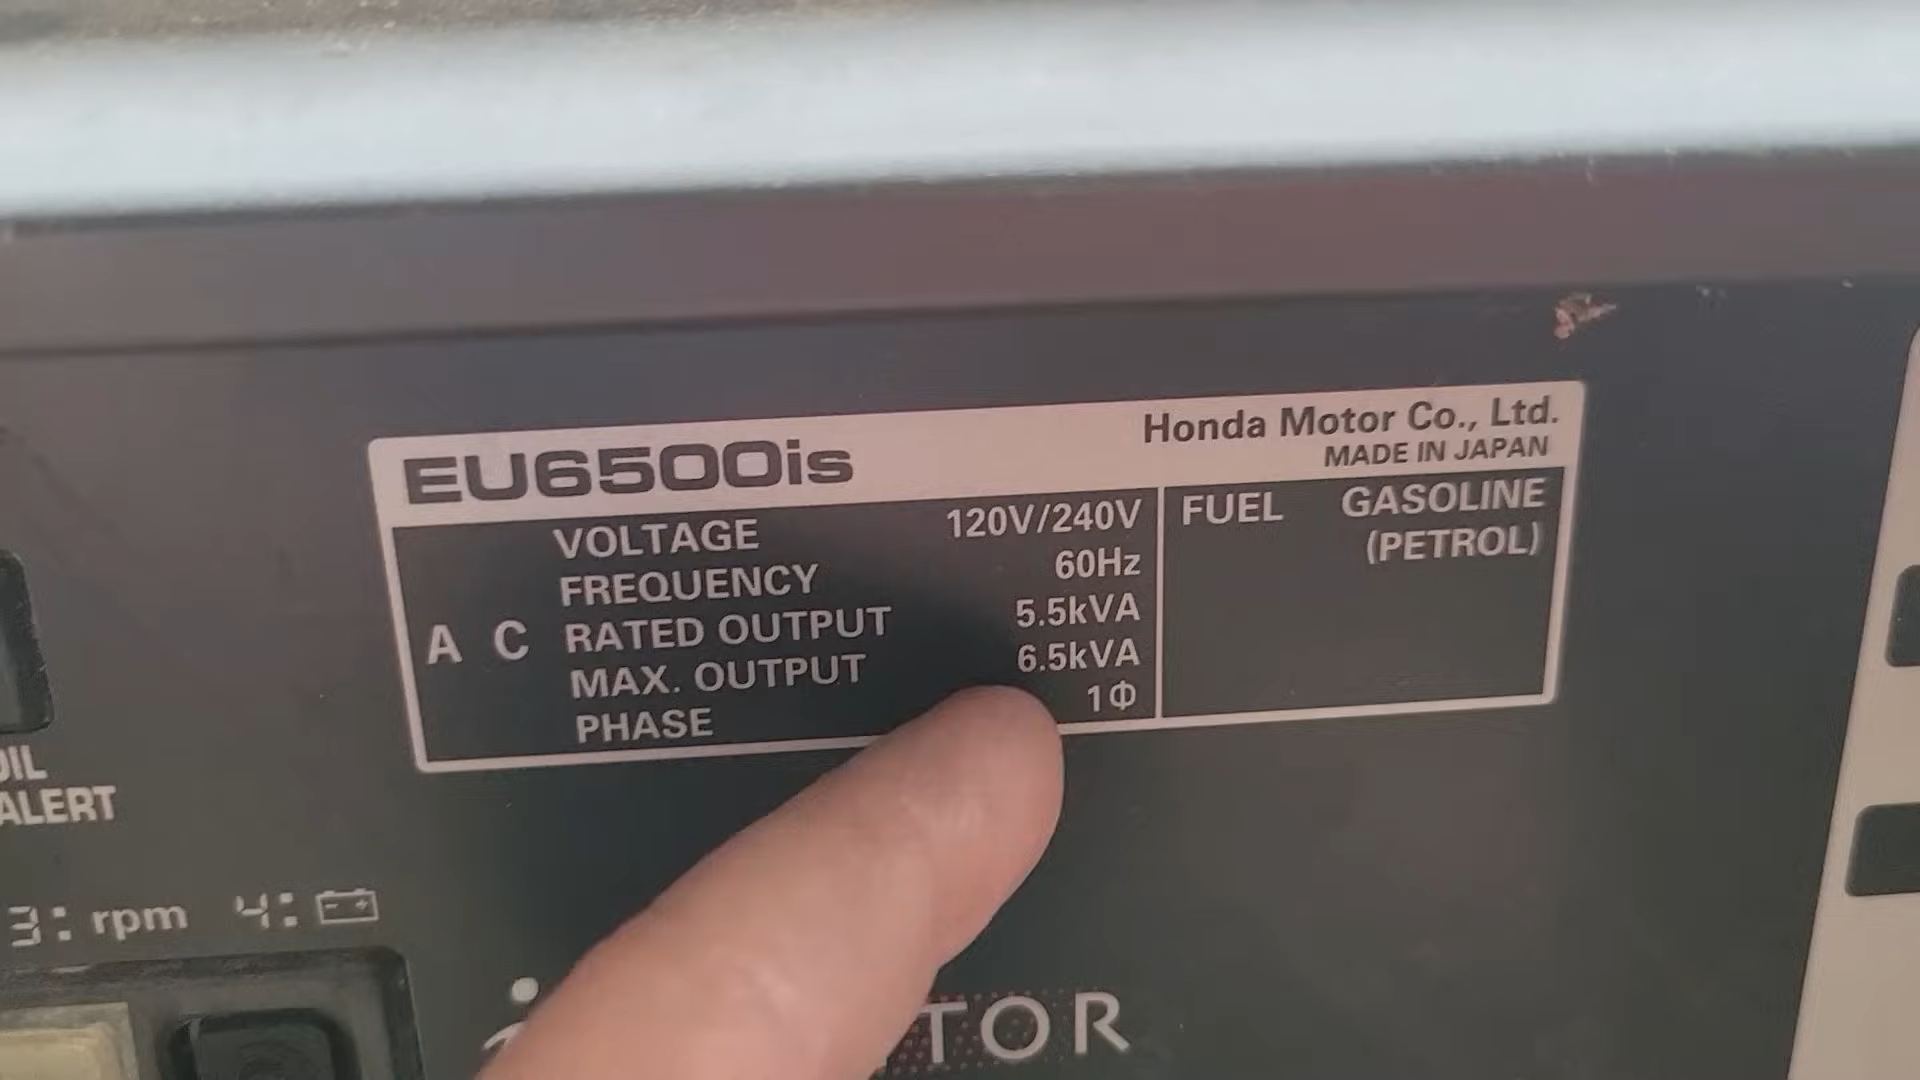 EU6500is
Honda Motor Co., Ltd.
MADE IN JAPAN
A C
VOLTAGE 120V/240V
FREQUENCY 60Hz
RATED OUTPUT 5.5kVA
MAX. OUTPUT 6.5kVA
PHASE 1Φ
FUEL GASOLINE
(PETROL)
OIL
ALERT
3: rpm 4:
TOR